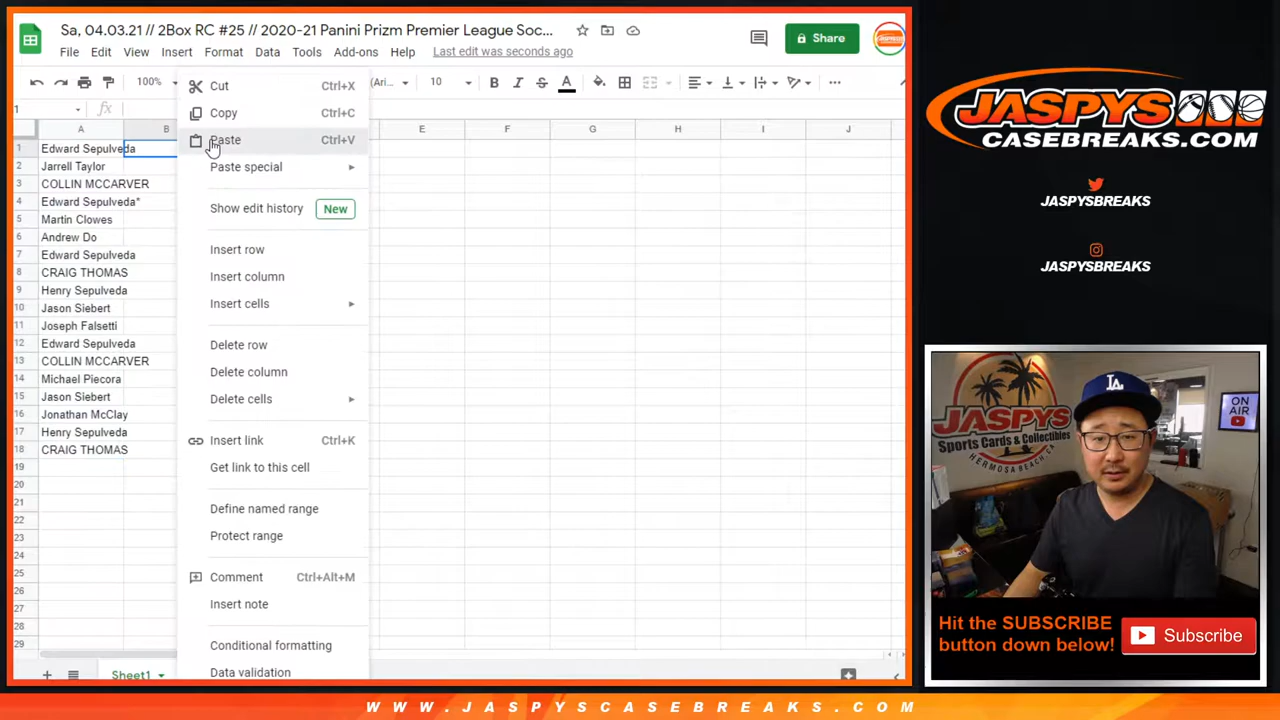 Sa, 04.03.21 // 2Box RC #25 // 2020-21 Panini Prizm Premier League Soc...
Share
File Edit View Insert Format Data Tools Add-ons Help Last edit was seconds ago
100% (Ari... 10 B I S A
1 fx
A B E F G H I J
1 Edward Sepulveda
2 Jarrell Taylor
3 COLLIN MCCARVER
4 Edward Sepulveda*
5 Martin Clowes
6 Andrew Do
7 Edward Sepulveda
8 CRAIG THOMAS
9 Henry Sepulveda
10 Jason Siebert
11 Joseph Falsetti
12 Edward Sepulveda
13 COLLIN MCCARVER
14 Michael Piecora
15 Jason Siebert
16 Jonathan McClay
17 Henry Sepulveda
18 CRAIG THOMAS
19
20
21
22
23
24
25
26
27
28
29
Cut Ctrl+X
Copy Ctrl+C
Paste Ctrl+V
Paste special
Show edit history New
Insert row
Insert column
Insert cells
Delete row
Delete column
Delete cells
Insert link Ctrl+K
Get link to this cell
Define named range
Protect range
Comment Ctrl+Alt+M
Insert note
Conditional formatting
Data validation
Sheet1
JASPYS
CASEBREAKS.COM
JASPYSBREAKS
JASPYSBREAKS
JASPYS
Sports Cards & Collectibles
HERMOSA BEACH, CA
LA
ON
AIR
Hit the SUBSCRIBE
button down below!
Subscribe
WWW.JASPYSCASEBREAKS.COM